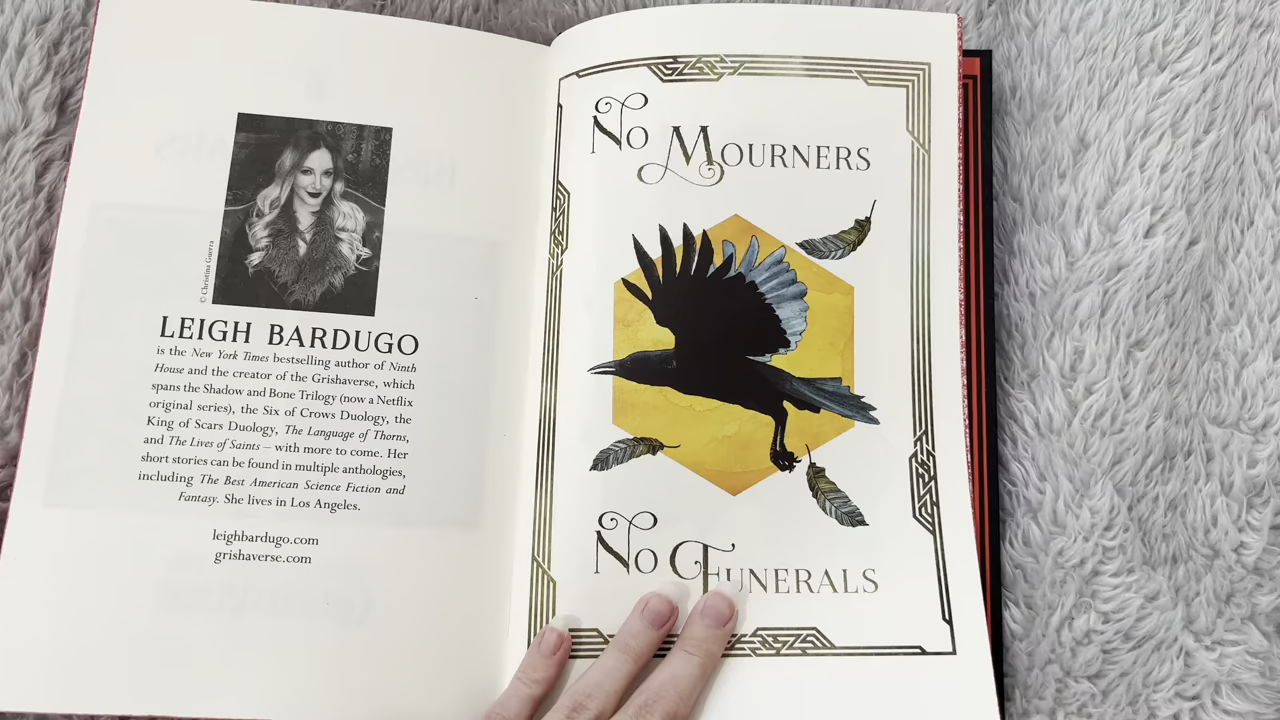 © Christina Guerra
LEIGH BARDUGO
is the New York Times bestselling author of Ninth
House and the creator of the Grishaverse, which
spans the Shadow and Bone Trilogy (now a Netflix
original series), the Six of Crows Duology, the
King of Scars Duology, The Language of Thorns,
and The Lives of Saints – with more to come. Her
short stories can be found in multiple anthologies,
including The Best American Science Fiction and
Fantasy. She lives in Los Angeles.
leighbardugo.com
grishaverse.com
No Mourners
No Funerals